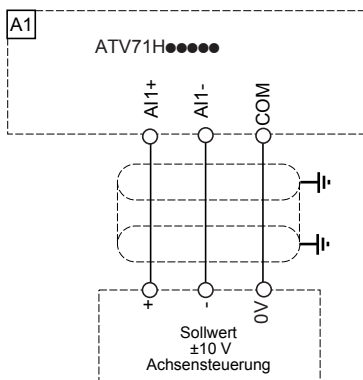 A1
ATV71H●●●●●
AI1+
AI1-
COM
+
-
0V
Sollwert
±10 V
Achsensteuerung